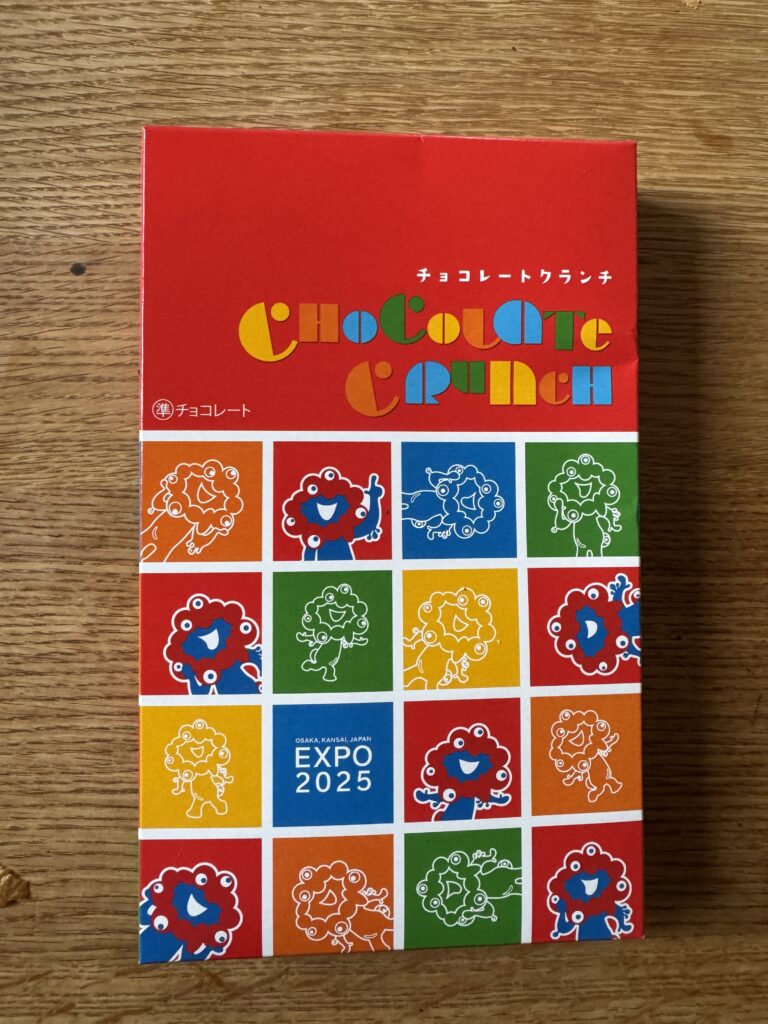 チョコレートクランチ
CHOCOLATE
CRUNCH
準 チョコレート
OSAKA, KANSAI, JAPAN
EXPO
2025